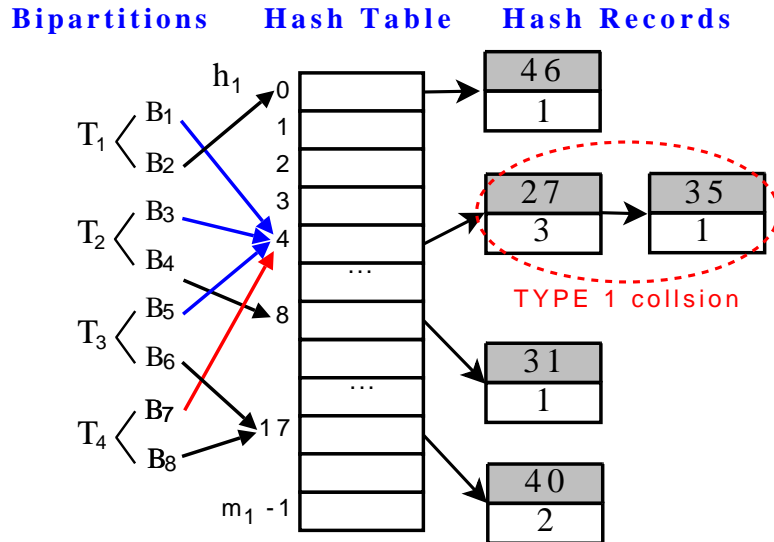 Bipartitions Hash Table Hash Records
h1
T1
B1
B2
T2
B3
B4
T3
B5
B6
T4
B7
B8
0
1
2
3
4
...
8
...
17
m1 -1
46
1
27
3
35
1
TYPE 1 collsion
31
1
40
2